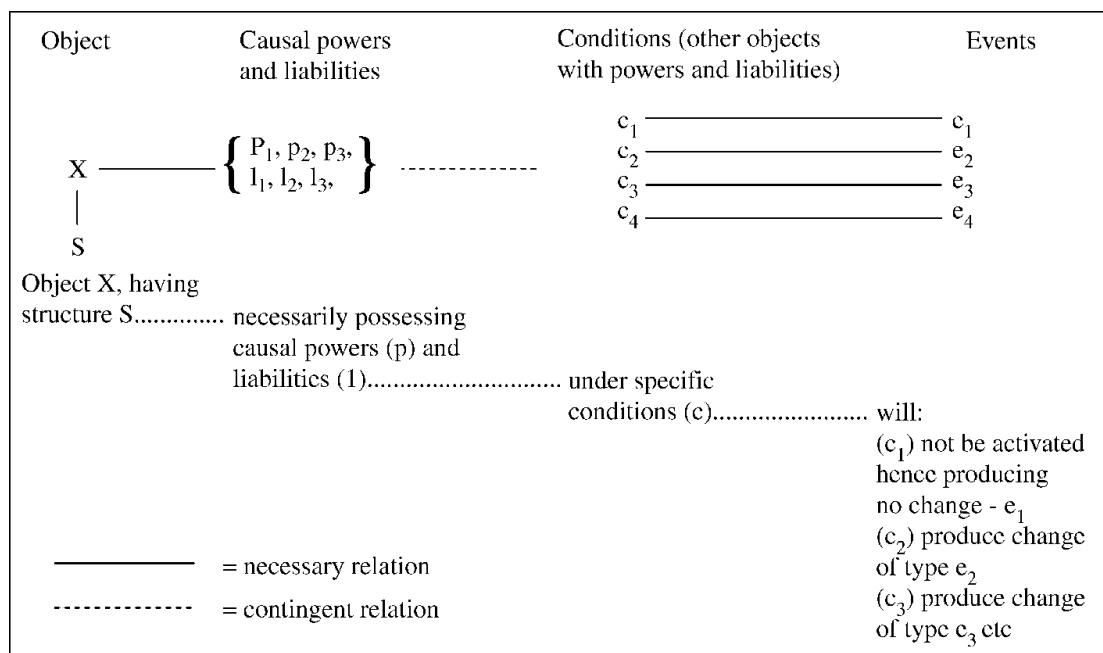 Object
Causal powers
and liabilities
Conditions (other objects
with powers and liabilities)
Events
X
S
{ P₁, p₂, p₃,
l₁, l₂, l₃, }
c₁ e₁
c₂ e₂
c₃ e₃
c₄ e₄
Object X, having
structure S..............
necessarily possessing
causal powers (p) and
liabilities (1).............................
under specific
conditions (c).......................
will:
(c₁) not be activated
hence producing
no change - e₁
(c₂) produce change
of type e₂
(c₃) produce change
of type e₃ etc
= necessary relation
= contingent relation